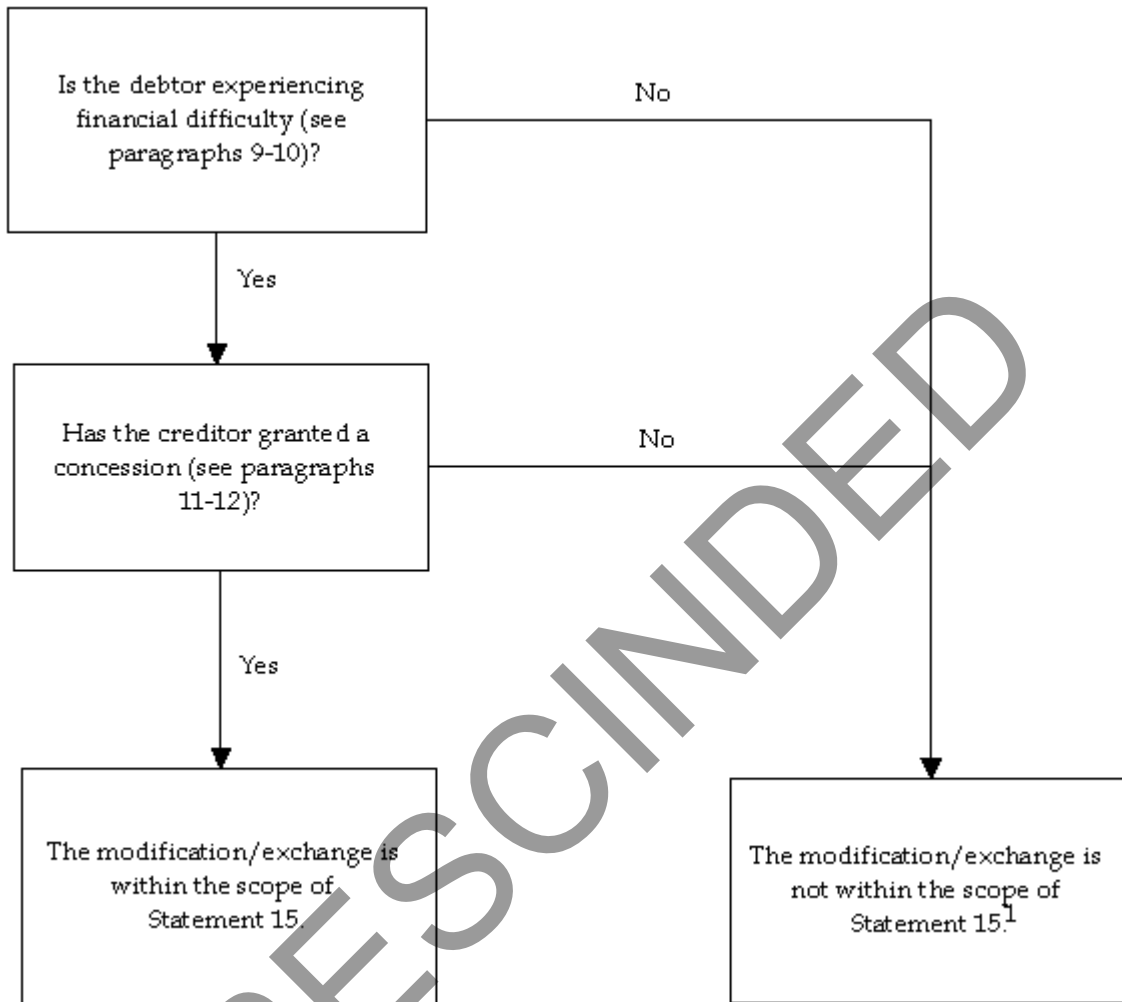 Is the debtor experiencing
financial difficulty (see
paragraphs 9-10)?
No
Yes
Has the creditor granted a
concession (see paragraphs
11-12)?
No
Yes
The modification/exchange is
within the scope of
Statement 15.
The modification/exchange is
not within the scope of
Statement 15.1
RESCINDED